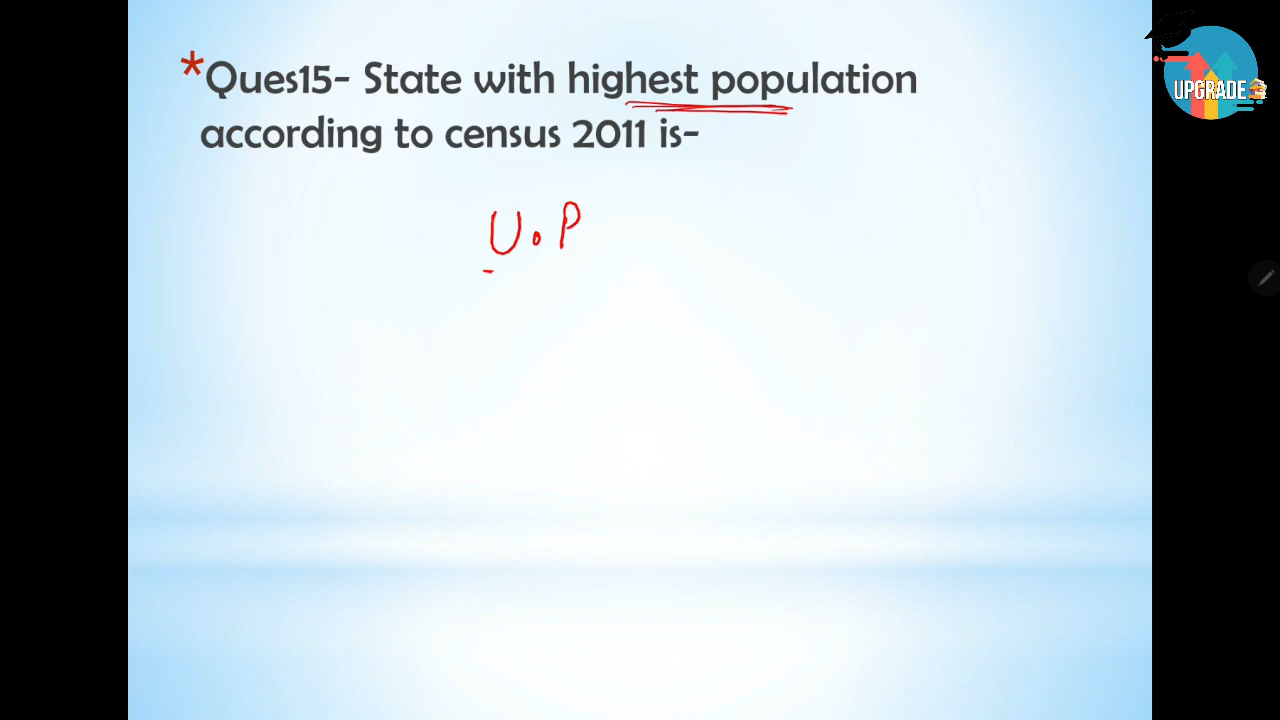 *Ques15- State with highest population
according to census 2011 is-
U.P
UPGRADE